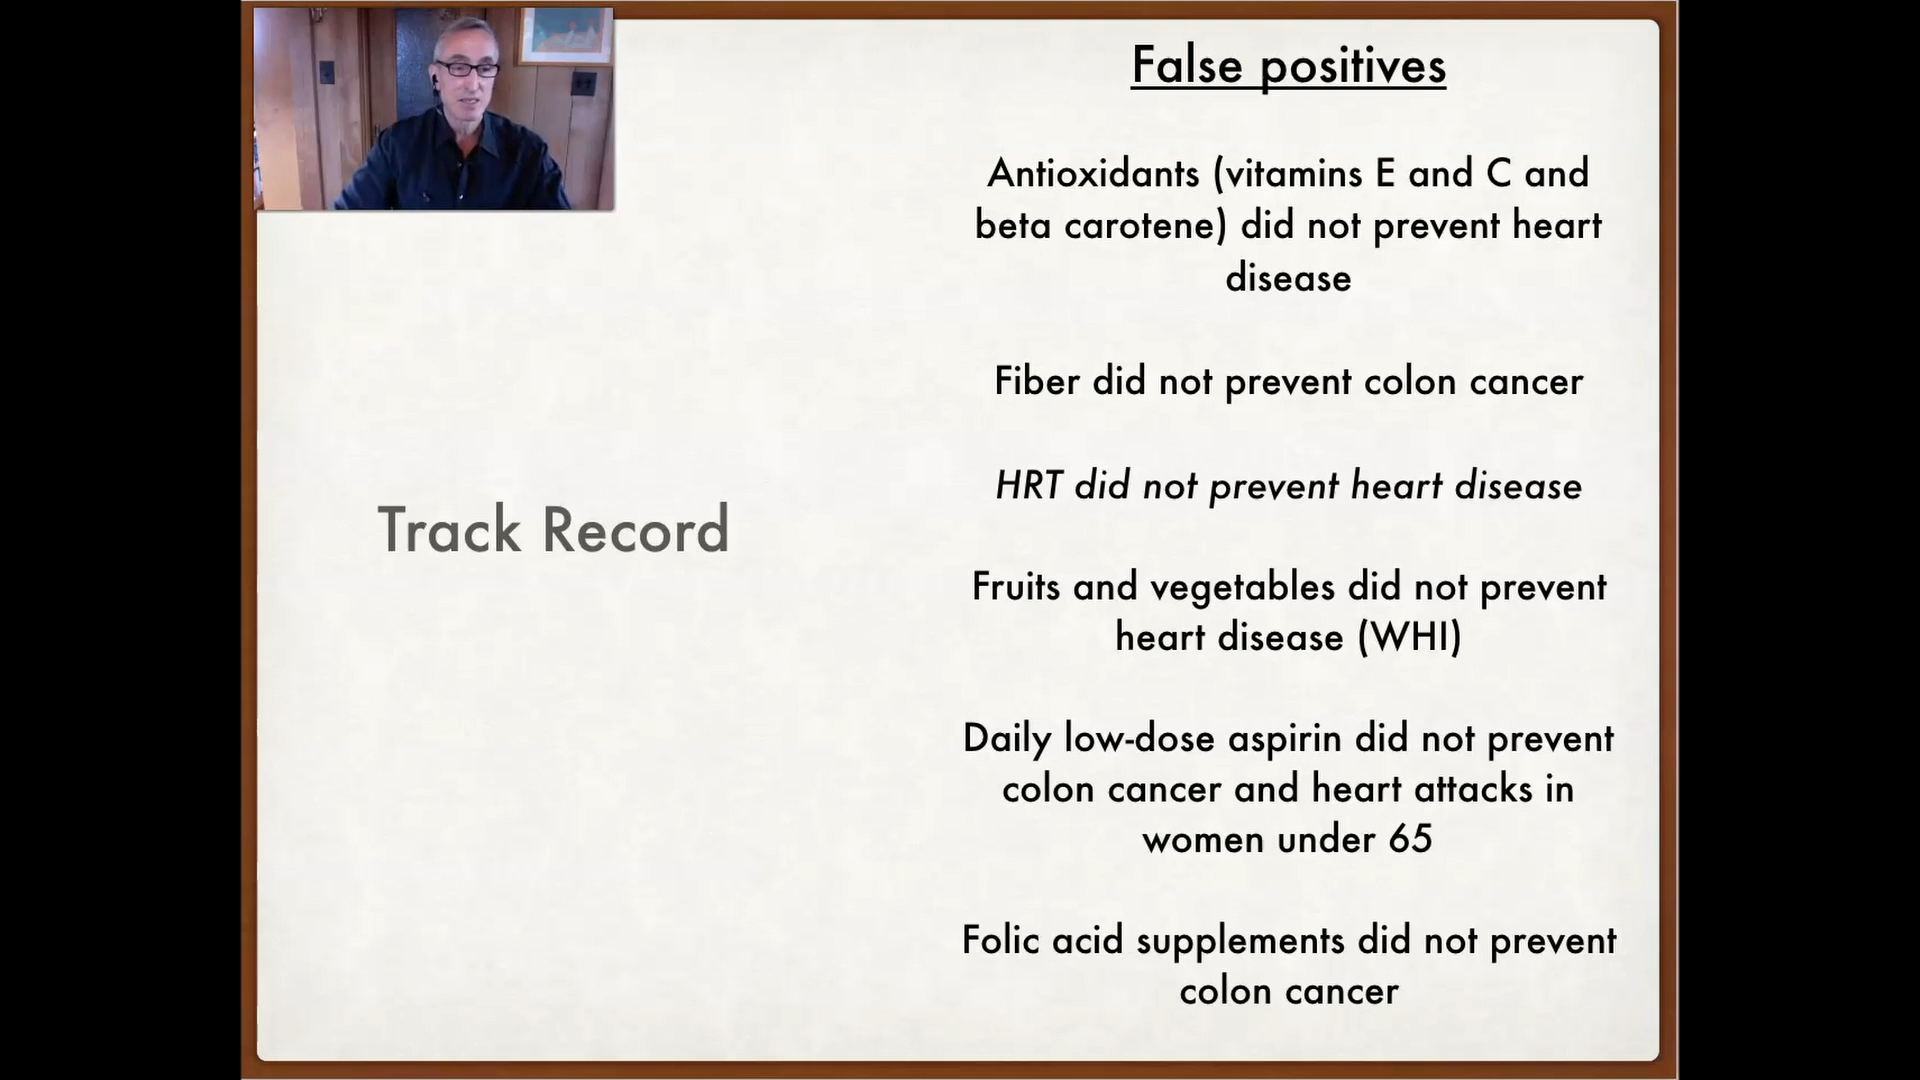 False positives
Antioxidants (vitamins E and C and
beta carotene) did not prevent heart
disease
Fiber did not prevent colon cancer
HRT did not prevent heart disease
Track Record
Fruits and vegetables did not prevent
heart disease (WHI)
Daily low-dose aspirin did not prevent
colon cancer and heart attacks in
women under 65
Folic acid supplements did not prevent
colon cancer